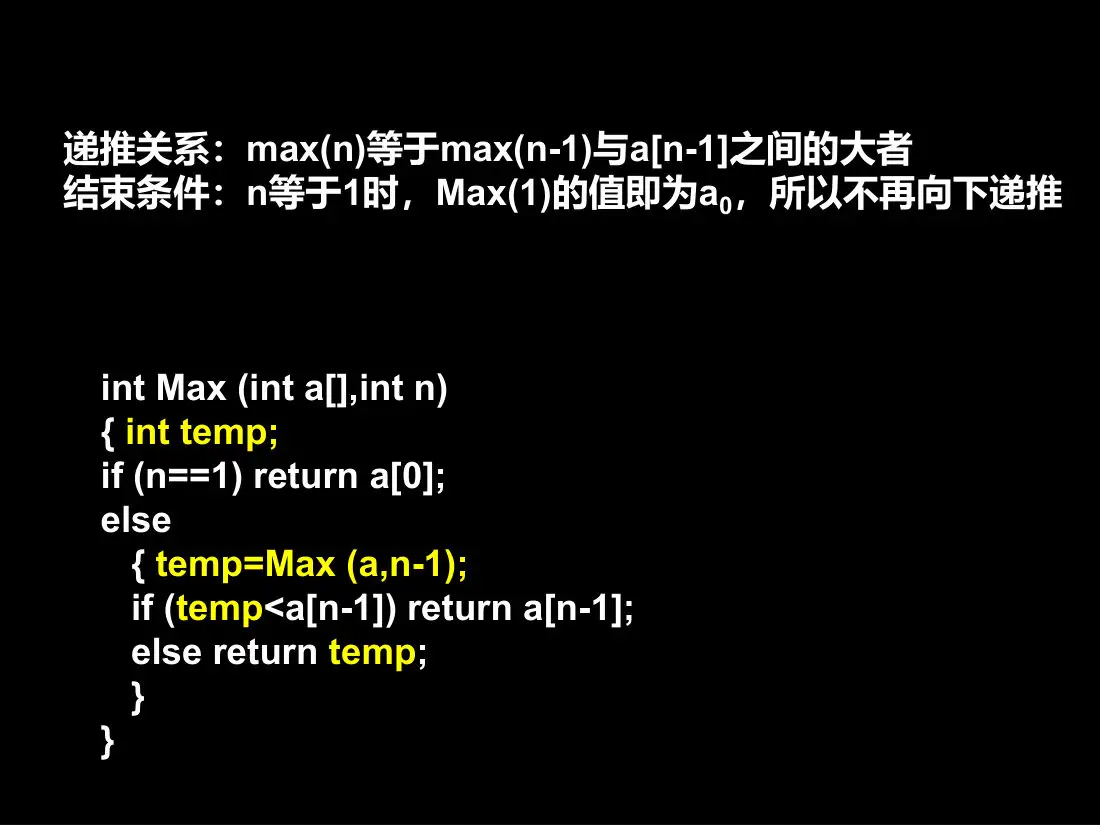 递推关系：max(n)等于max(n-1)与a[n-1]之间的大者
结束条件：n等于1时，Max(1)的值即为a0，所以不再向下递推
int Max (int a[],int n)
{ int temp;
if (n==1) return a[0];
else
{ temp=Max (a,n-1);
if (temp<a[n-1]) return a[n-1];
else return temp;
}
}